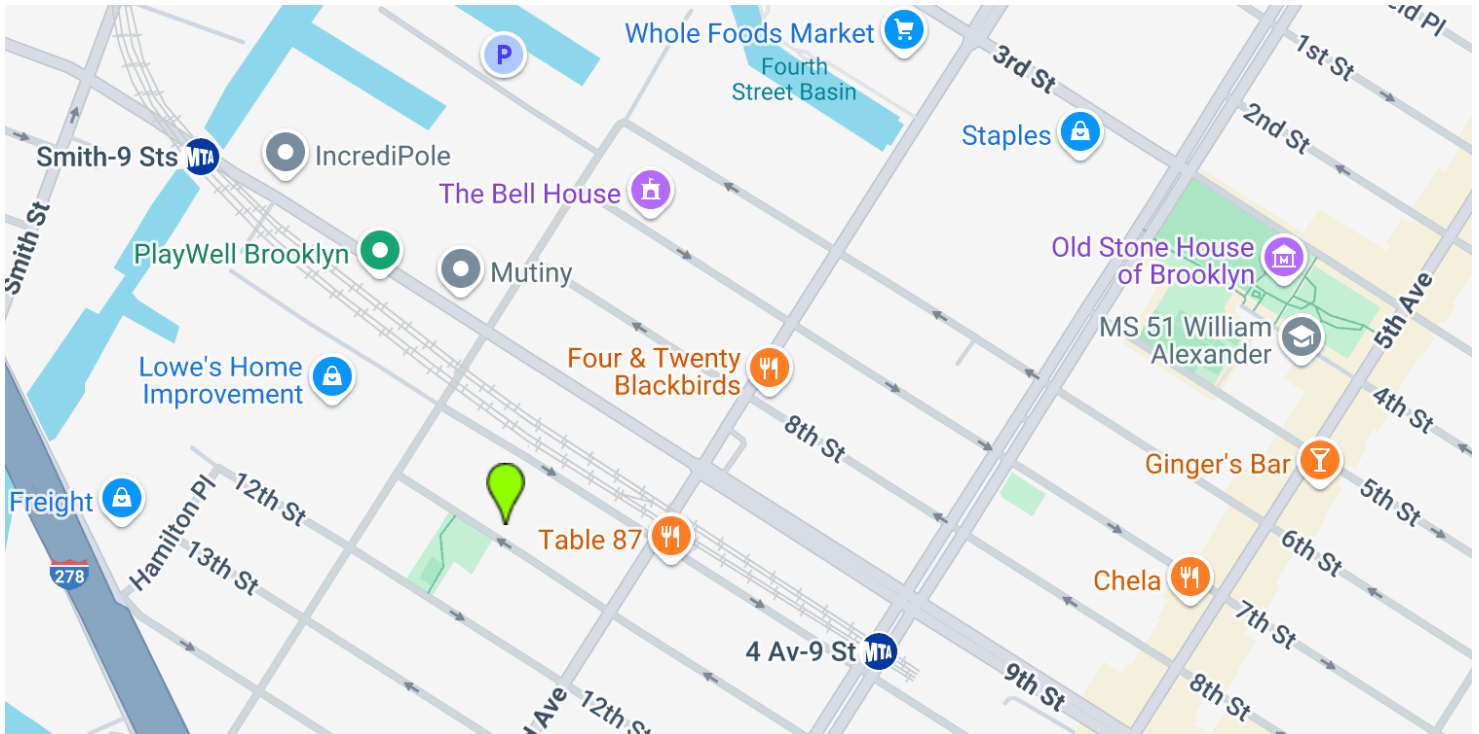 Whole Foods Market
P
Fourth
Street Basin
3rd St
1st St
2nd St
Staples
Smith-9 Sts
MTA
IncrediPole
The Bell House
Smith St
PlayWell Brooklyn
Mutiny
Old Stone House
of Brooklyn
M
5th Ave
MS 51 William
Alexander
Lowe's Home
Improvement
Four & Twenty
Blackbirds
8th St
4th St
Ginger's Bar
5th St
Freight
Hamilton Pl
12th St
Table 87
13th St
278
6th St
Chela
7th St
4 Av-9 St
MTA
9th St
8th St
Ave
12th St